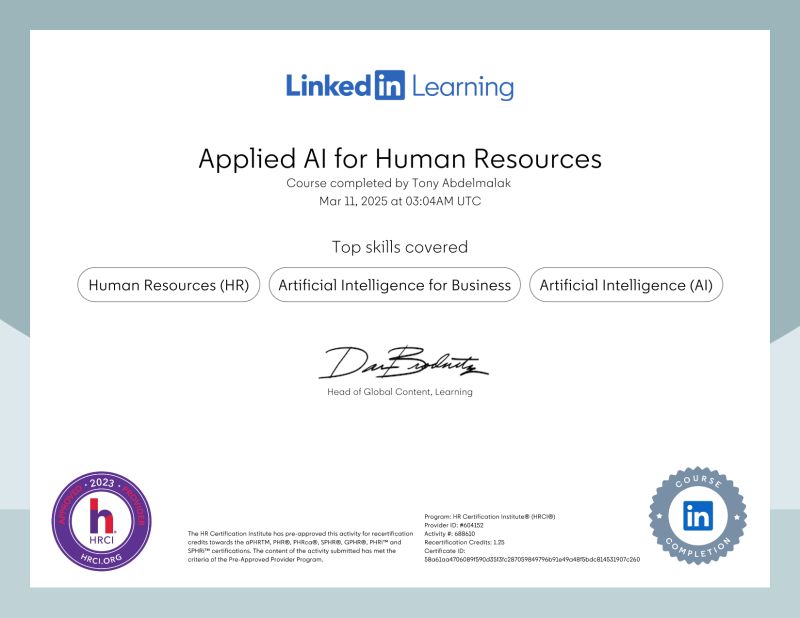 Linked in Learning
Applied AI for Human Resources
Course completed by Tony Abdelmalak
Mar 11, 2025 at 03:04AM UTC
Top skills covered
Human Resources (HR)
Artificial Intelligence for Business
Artificial Intelligence (AI)
Dan Brodnitz
Head of Global Content, Learning
APPROVED • 2023 • PROVIDER
h
HRCI
HRCI.ORG
The HR Certification Institute has pre-approved this activity for recertification
credits towards the aPHRTM, PHR®, PHRca®, SPHR®, GPHR®, PHRi™ and
SPHRi™ certifications. The content of the activity submitted has met the
criteria of the Pre-Approved Provider Program.
Program: HR Certification Institute® (HRCI®)
Provider ID: #604152
Activity #: 688610
Recertification Credits: 1.25
Certificate ID:
COURSE
in
COMPLETION